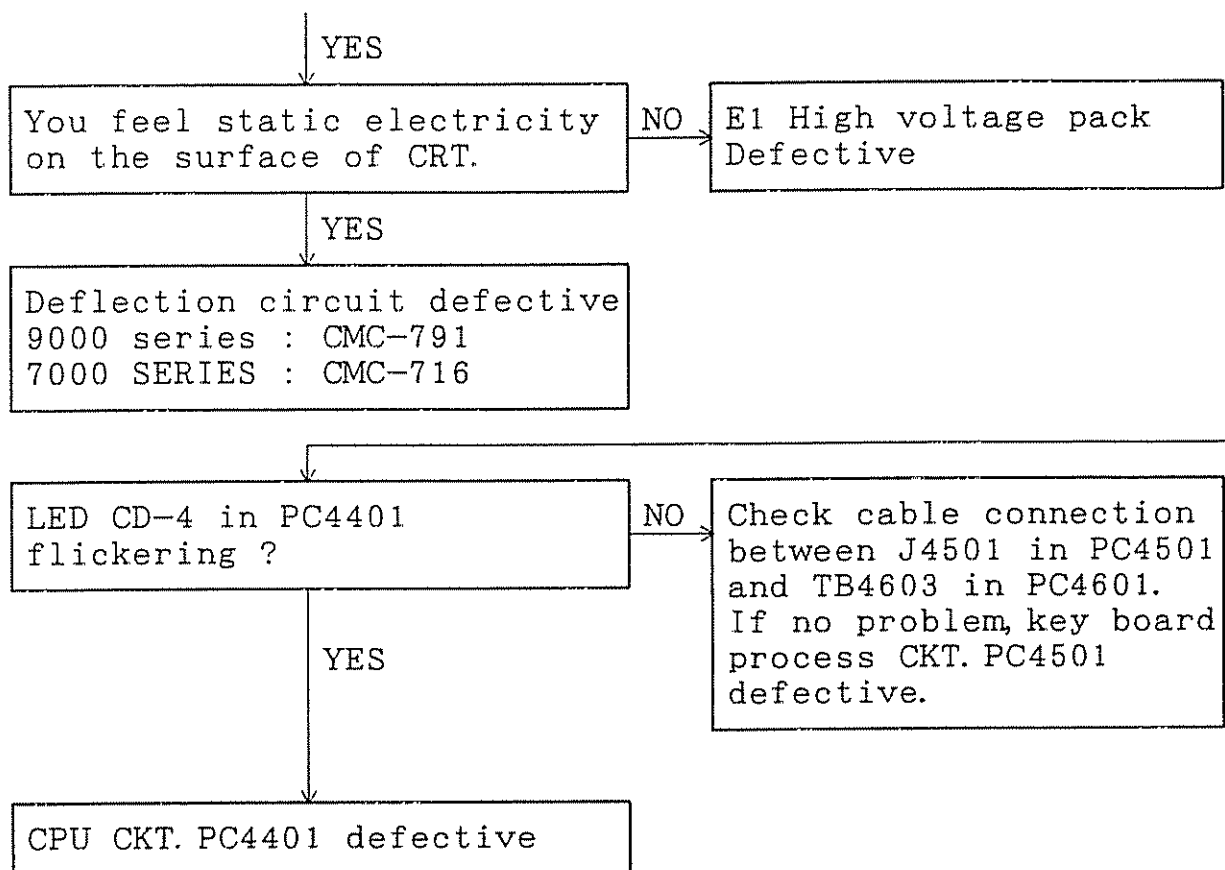 YES
You feel static electricity
on the surface of CRT.
NO
E1 High voltage pack
Defective
YES
Deflection circuit defective
9000 series : CMC-791
7000 SERIES : CMC-716
LED CD-4 in PC4401
flickering ?
NO
Check cable connection
between J4501 in PC4501
and TB4603 in PC4601.
If no problem, key board
process CKT. PC4501
defective.
YES
CPU CKT. PC4401 defective